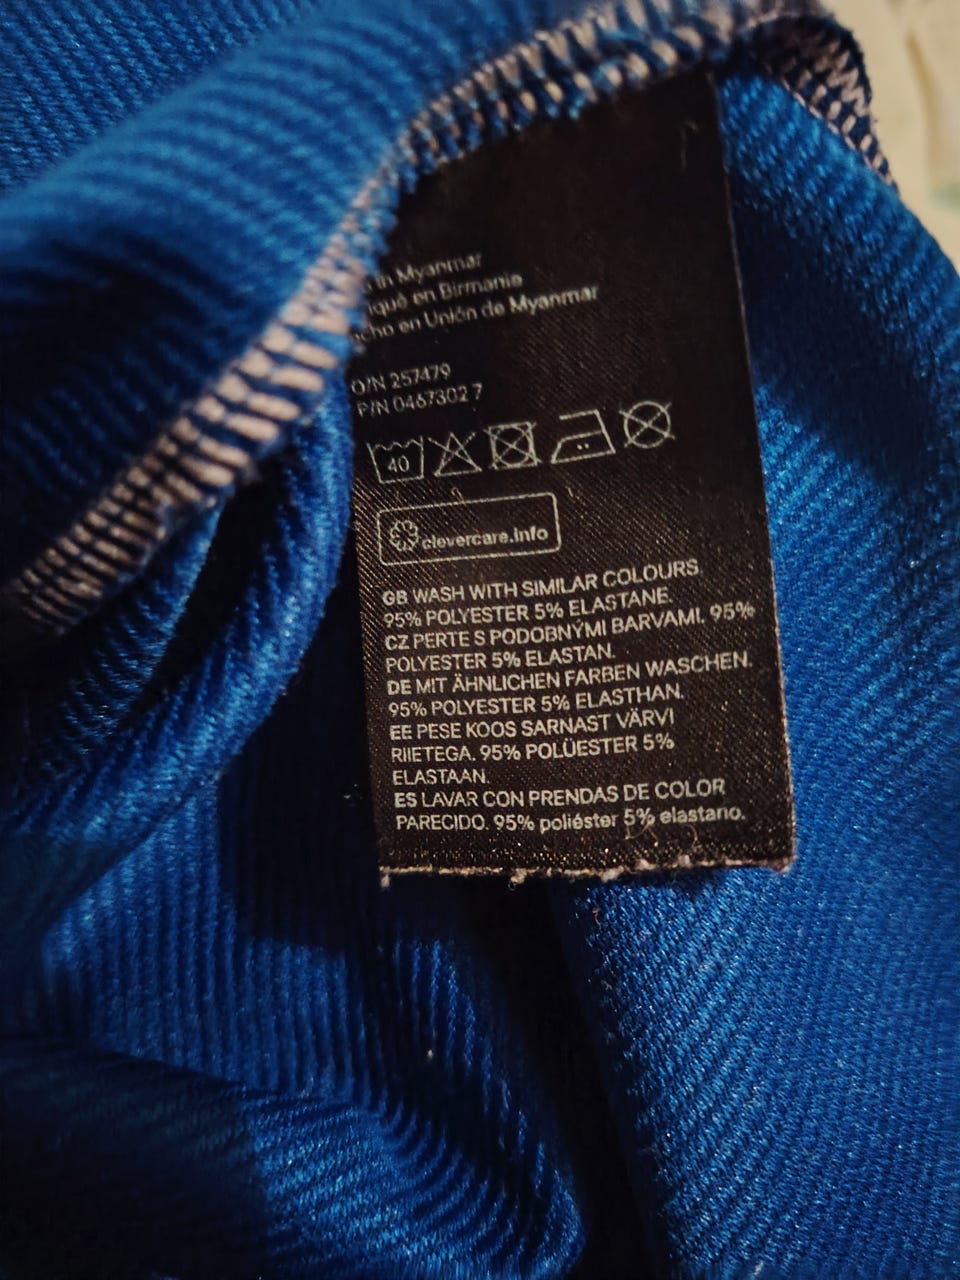 in Myanmar
en Birmanie
en Unión de Myanmar
O/N 257479
P/N 0467302 7
40
clevercare.info
GB WASH WITH SIMILAR COLOURS.
95% POLYESTER 5% ELASTANE.
CZ PERTE S PODOBNÝMI BARVAMI. 95%
POLYESTER 5% ELASTAN.
DE MIT ÄHNLICHEN FARBEN WASCHEN.
95% POLYESTER 5% ELASTHAN.
EE PESE KOOS SARNAST VÄRVI
RIIETEGA. 95% POLÜESTER 5%
ELASTAAN.
ES LAVAR CON PRENDAS DE COLOR
PARECIDO. 95% poliéster 5% elastano.